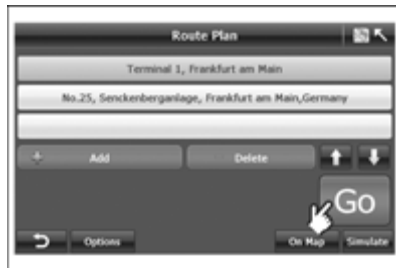 Route Plan
Terminal 1, Frankfurt am Main
No.25, Senckenberganlage, Frankfurt am Main,Germany
Add Delete
Go
Options On Map Simulate